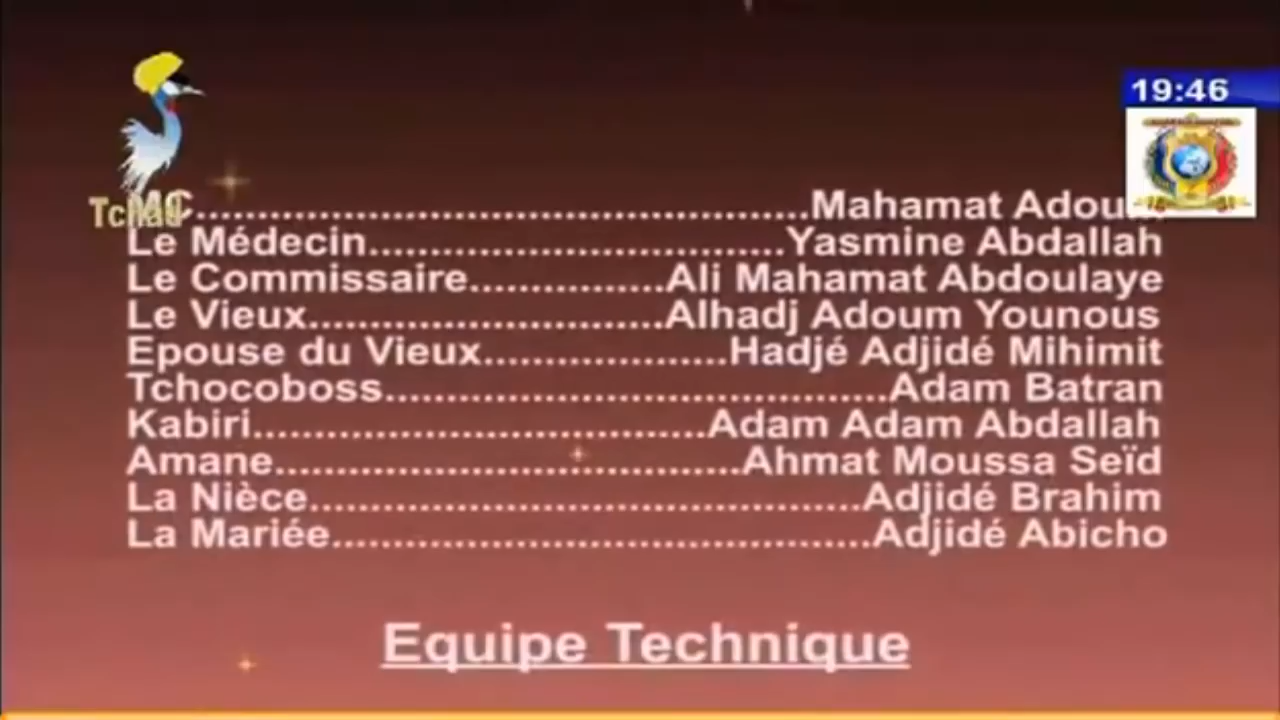 19:46
Tchad
MC..................................................Mahamat Adoum
Le Médecin..................................Yasmine Abdallah
Le Commissaire................Ali Mahamat Abdoulaye
Le Vieux.............................Alhadj Adoum Younous
Epouse du Vieux....................Hadjé Adjidé Mihimit
Tchocoboss.........................................Adam Batran
Kabiri.....................................Adam Adam Abdallah
Amane......................................Ahmat Moussa Seïd
La Nièce.............................................Adjidé Brahim
La Mariée............................................Adjidé Abicho
Equipe Technique